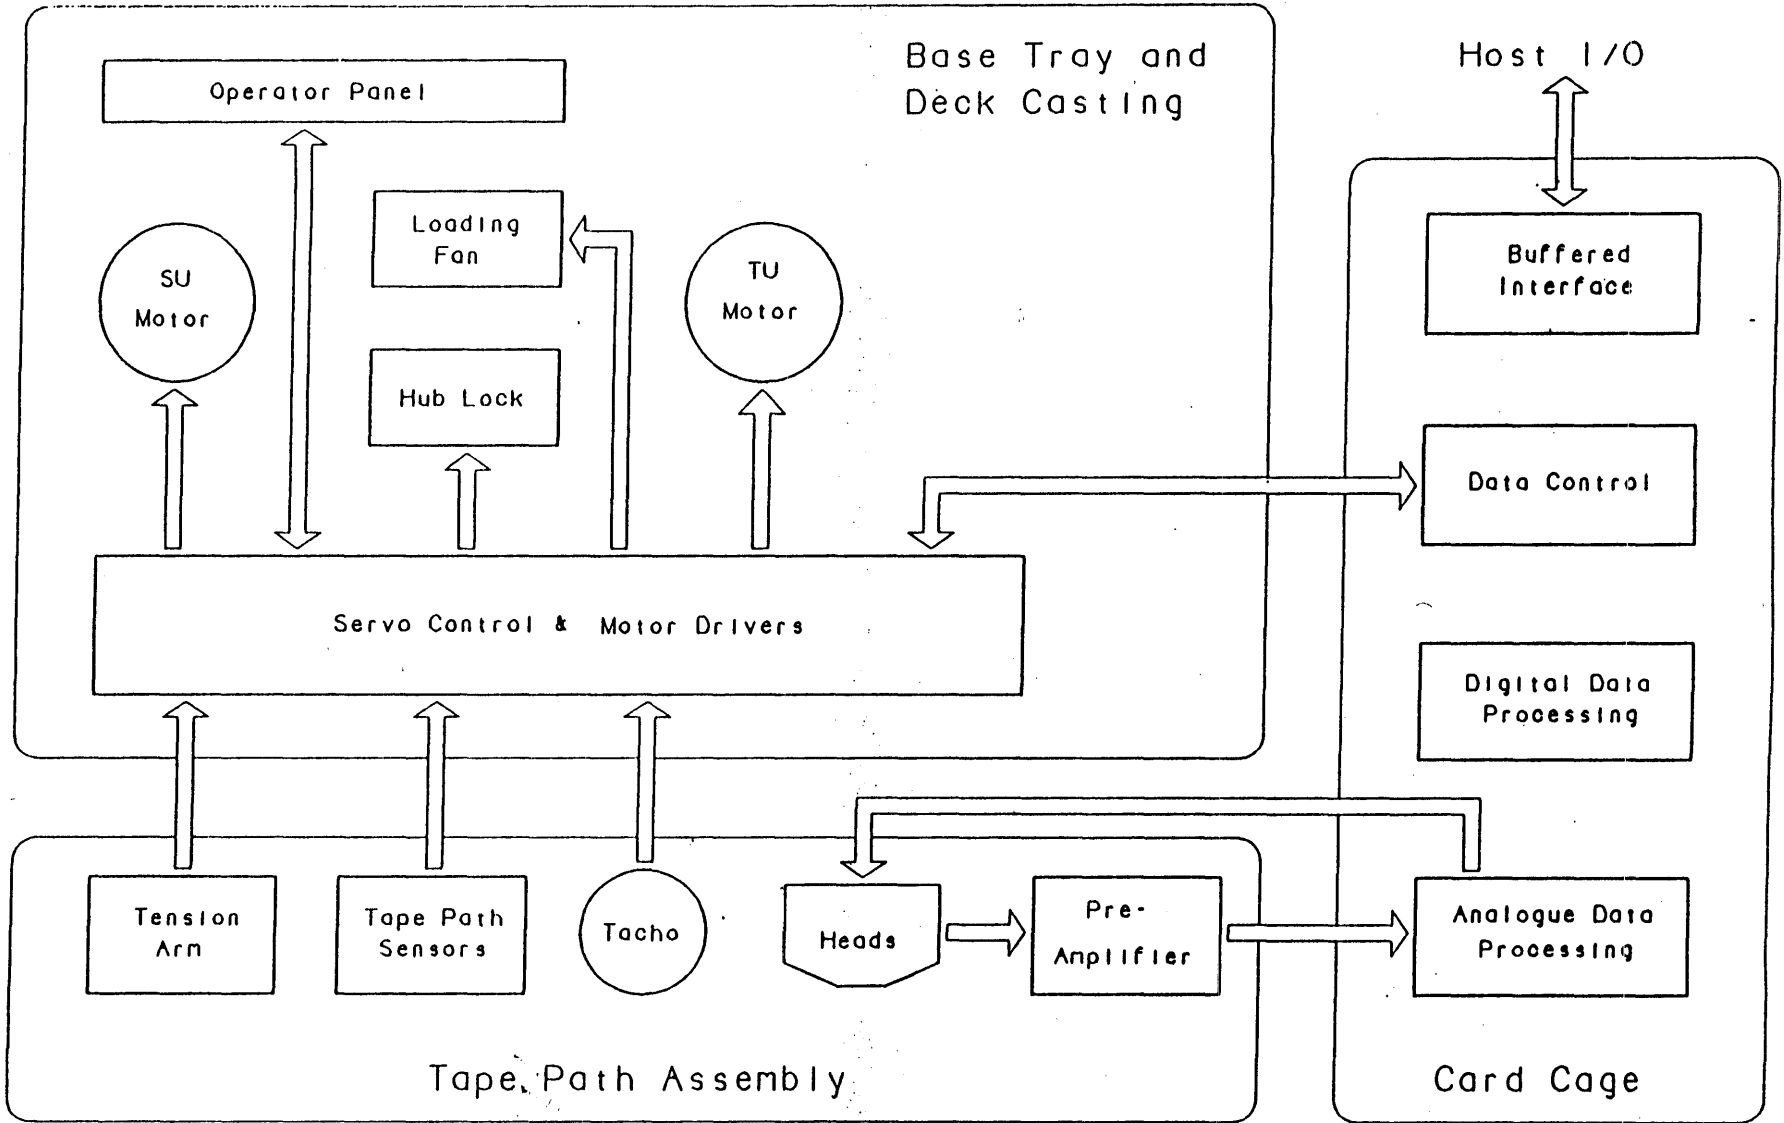 Base Tray and
Deck Casting
Host I/O
Operator Panel
Loading
Fan
SU
Motor
TU
Motor
Buffered
Interface
Hub Lock
Data Control
Servo Control & Motor Drivers
Digital Data
Processing
Tension
Arm
Tape Path
Sensors
Tacho
Heads
Pre-
Amplifier
Analogue Data
Processing
Tape Path Assembly
Card Cage